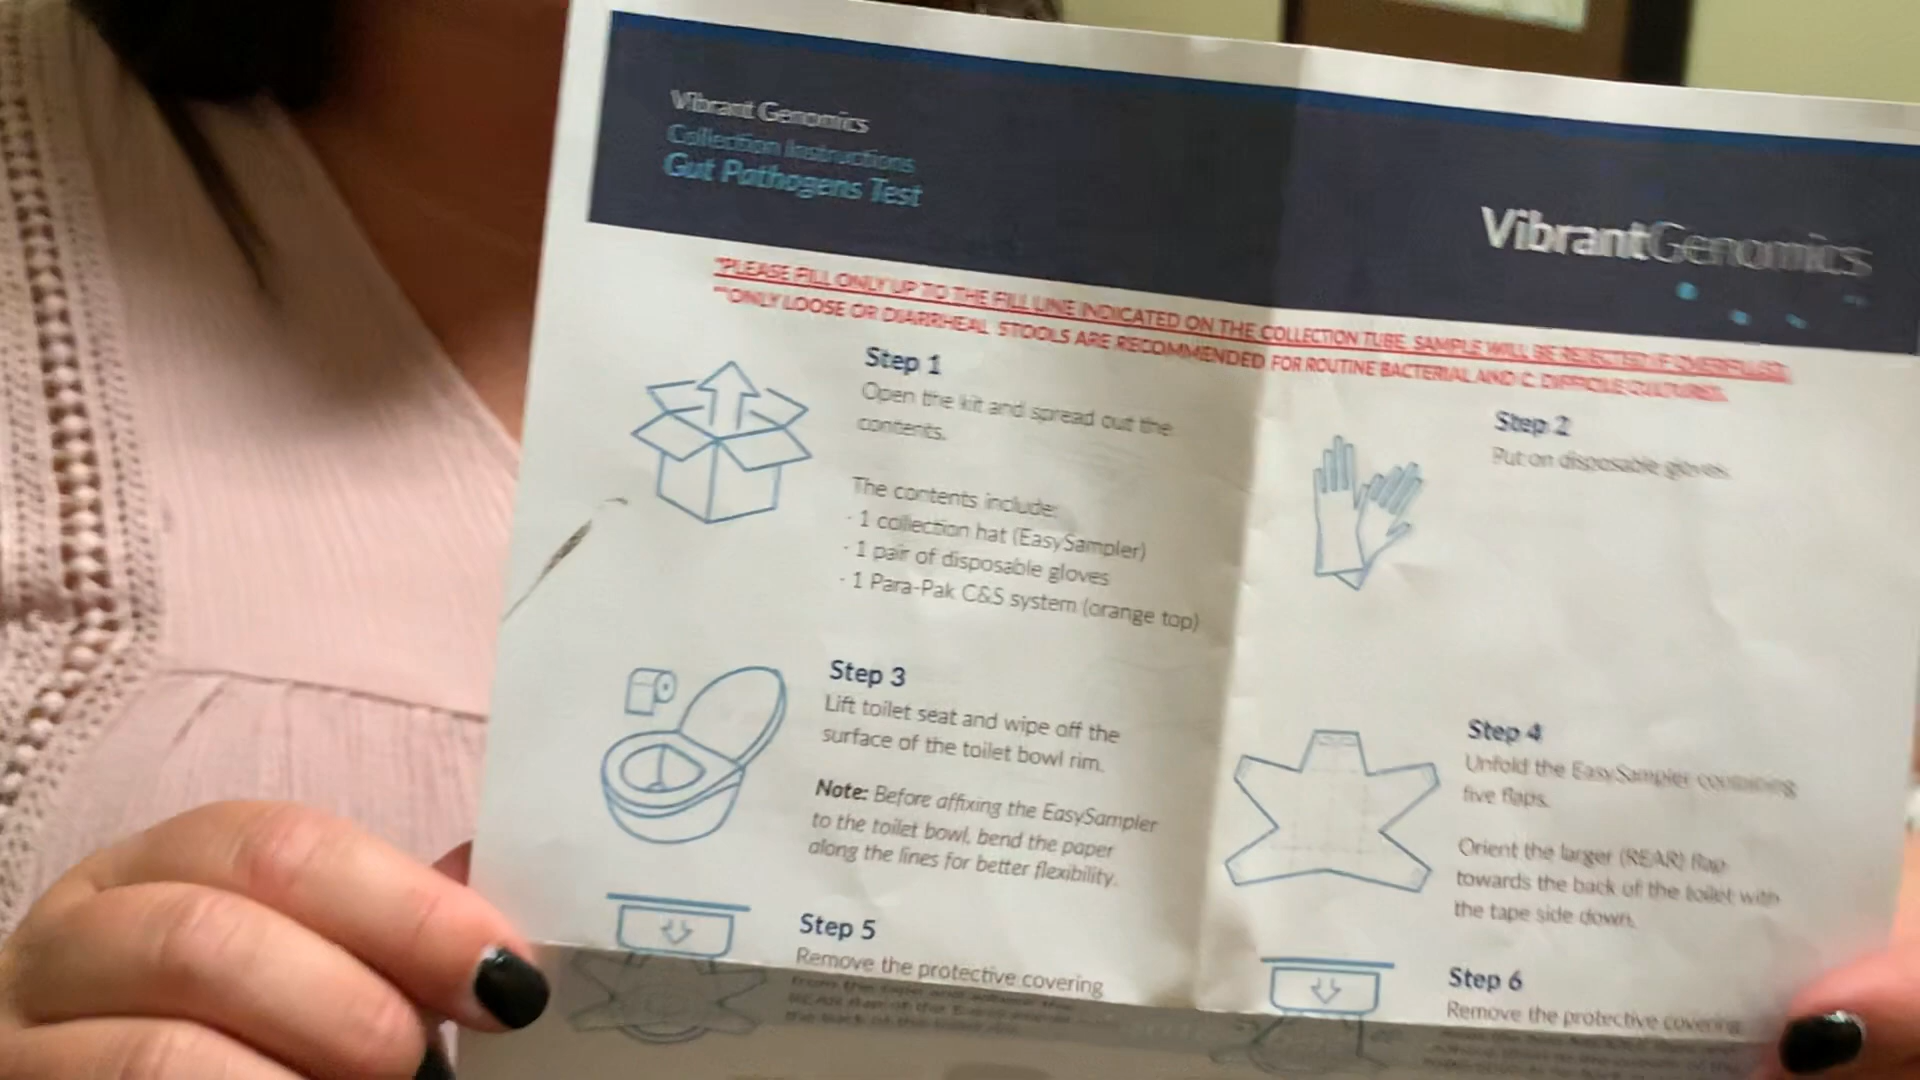 Vibrant Genomics
Collection Instructions
Gut Pathogens Test
VibrantGenomics
*PLEASE FILL ONLY UP TO THE FILL LINE INDICATED ON THE COLLECTION TUBE. SAMPLE WILL BE REJECTED IF OVERFILLED.
**ONLY LOOSE OR DIARRHEAL STOOLS ARE RECOMMENDED FOR ROUTINE BACTERIAL AND C. DIFFICILE CULTURES.
Step 1
Open the kit and spread out the
contents.
The contents include:
· 1 collection hat (EasySampler)
· 1 pair of disposable gloves
· 1 Para-Pak C&S system (orange top)
Step 2
Put on disposable gloves.
Step 3
Lift toilet seat and wipe off the
surface of the toilet bowl rim.
Note: Before affixing the EasySampler
to the toilet bowl, bend the paper
along the lines for better flexibility.
Step 4
Unfold the EasySampler containing
five flaps.
Orient the larger (REAR) flap
towards the back of the toilet with
the tape side down.
Step 5
Remove the protective covering
Step 6
Remove the protective covering